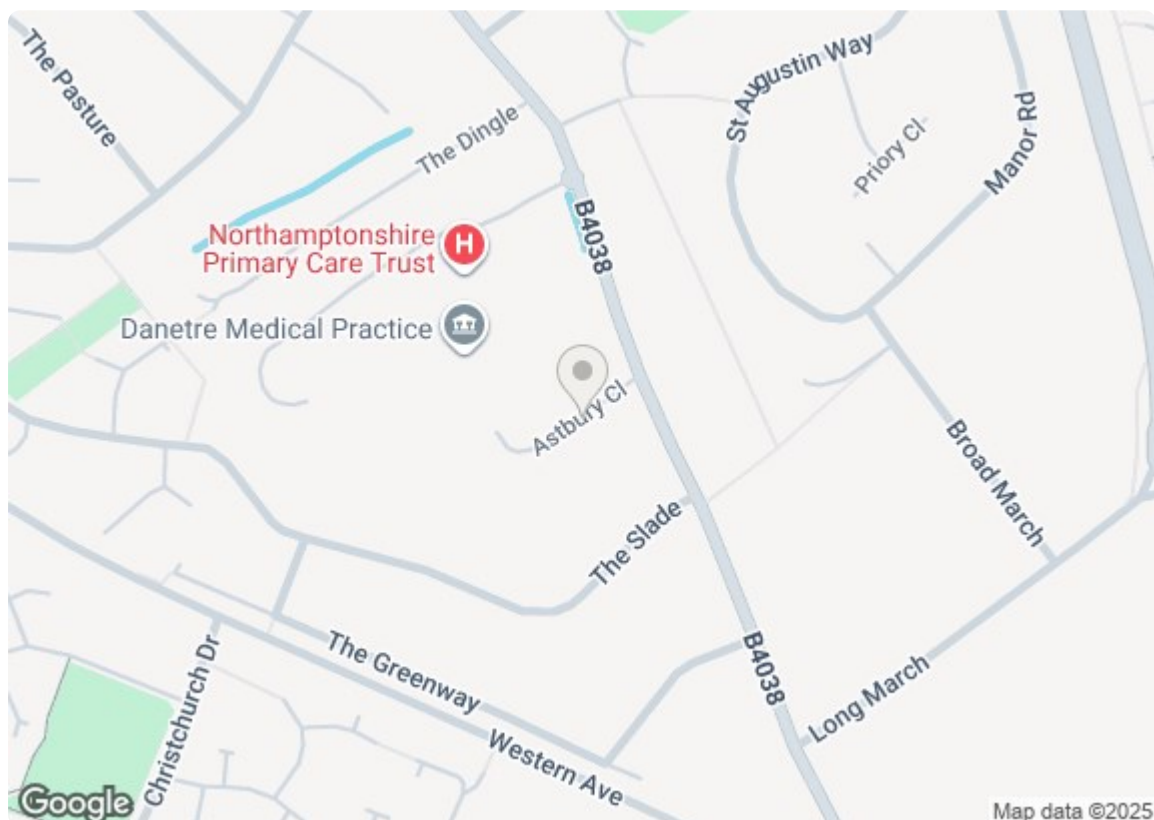 The Pasture
St Augustin Way
The Dingle
Priory Cl
Manor Rd
B4038
Northamptonshire
Primary Care Trust
H
Danetre Medical Practice
Astbury Cl
Broad March
The Slade
B4038
The Greenway
Christchurch Dr
Long March
Western Ave
Google
Map data ©2025